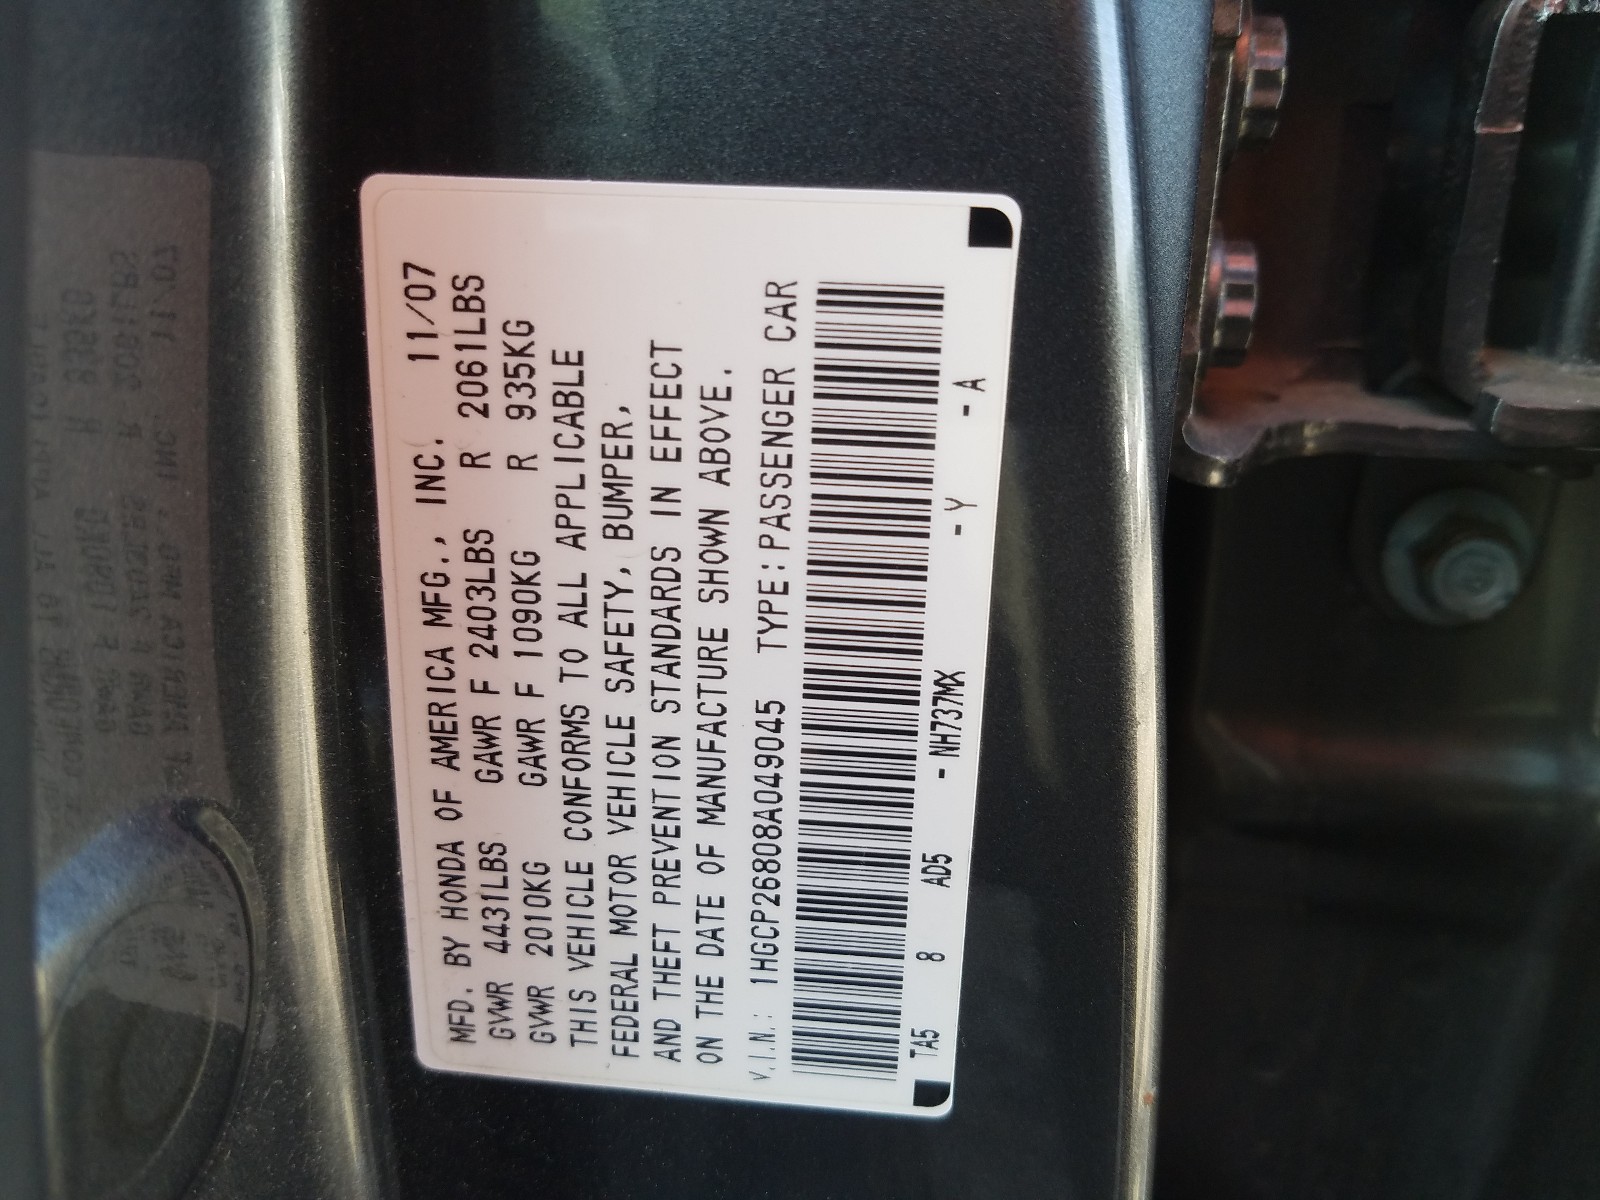 MFD. BY HONDA OF AMERICA MFG., INC. 11/07
GVWR 4431LBS GAWR F 2403LBS R 2061LBS
GVWR 2010KG GAWR F 1090KG R 935KG
THIS VEHICLE CONFORMS TO ALL APPLICABLE
FEDERAL MOTOR VEHICLE SAFETY, BUMPER,
AND THEFT PREVENTION STANDARDS IN EFFECT
ON THE DATE OF MANUFACTURE SHOWN ABOVE.
V.I.N.: 1HGCP26808A049045 TYPE: PASSENGER CAR
TA5 8 AD5 - NH737MX - Y - A